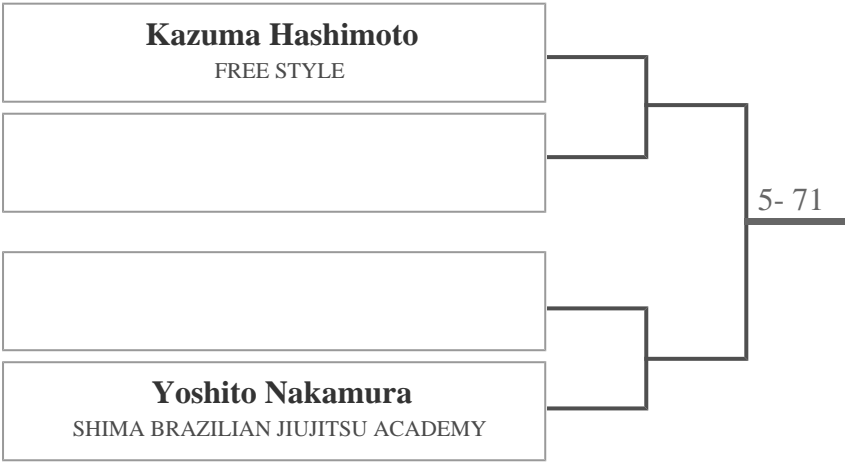 Kazuma Hashimoto
FREE STYLE
5- 71
Yoshito Nakamura
SHIMA BRAZILIAN JIUJITSU ACADEMY